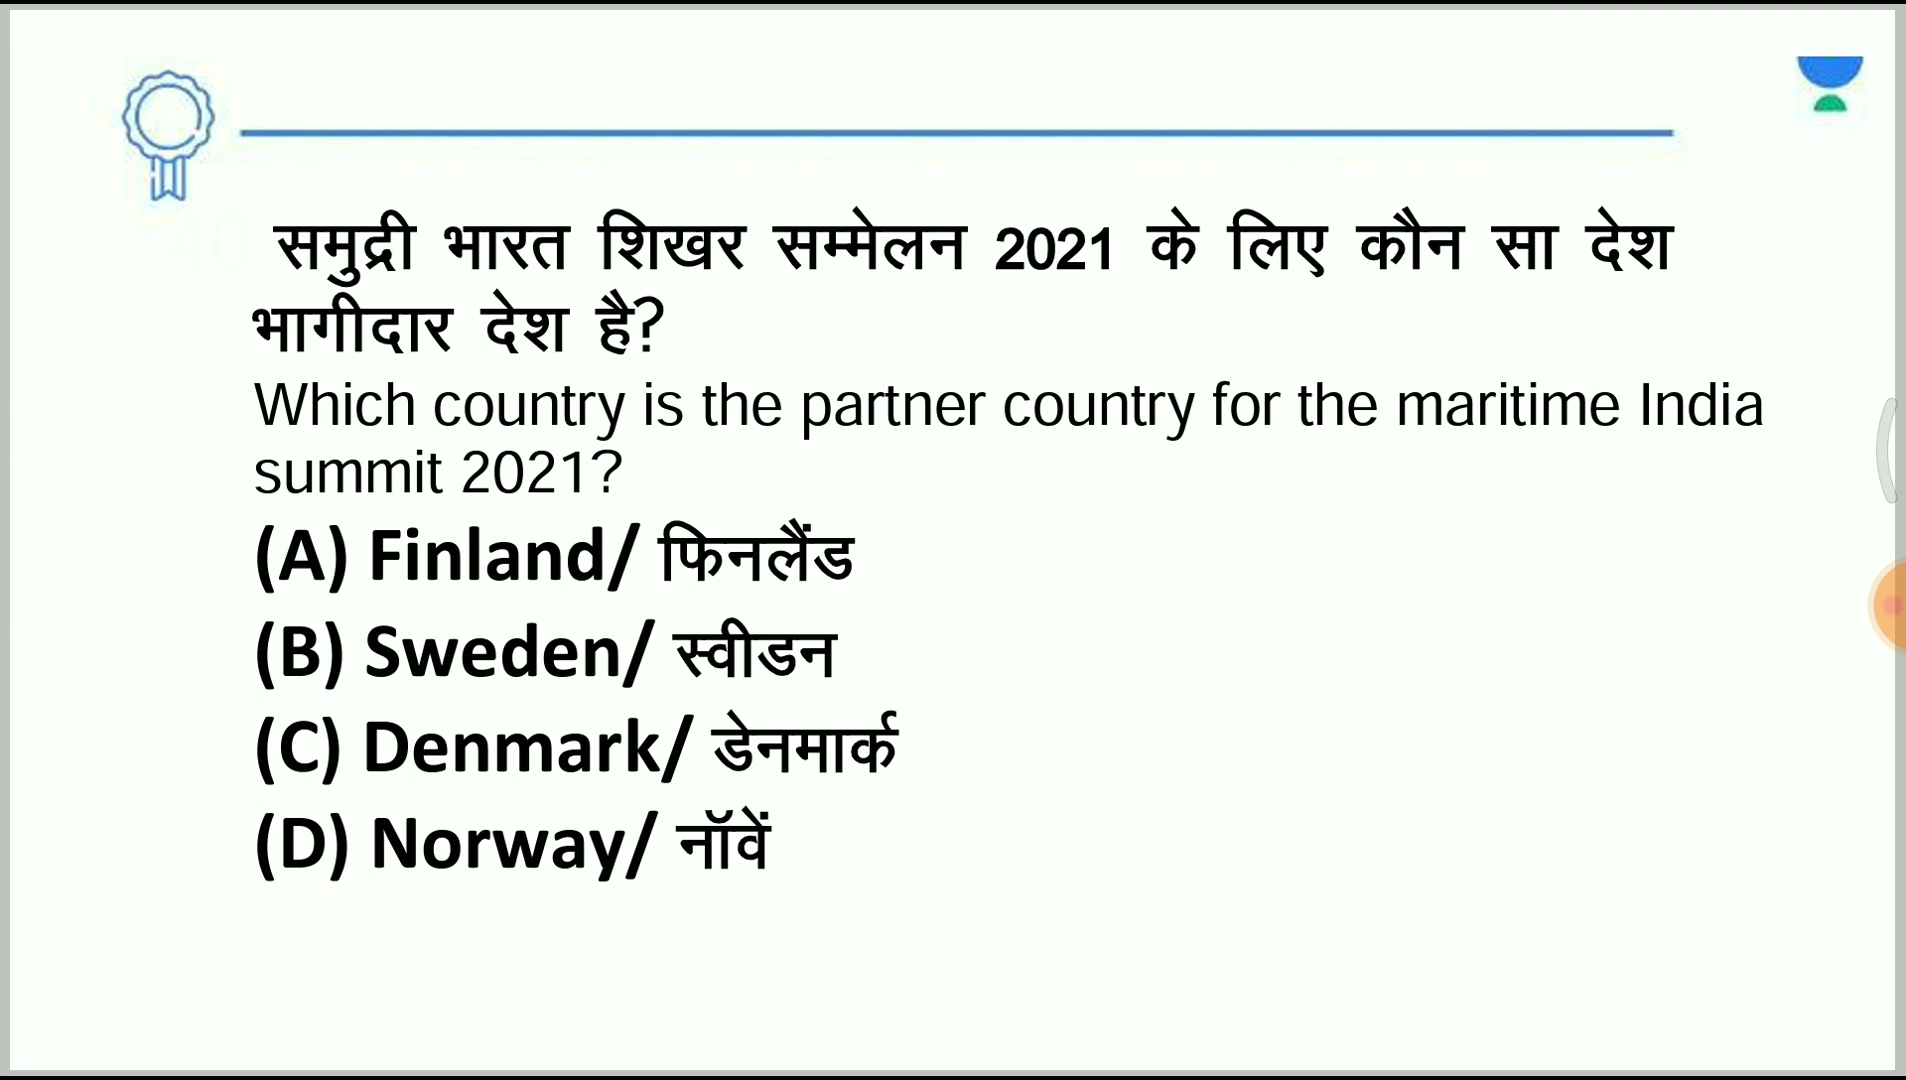 समुद्री भारत शिखर सम्मेलन 2021 के लिए कौन सा देश
भागीदार देश है?
Which country is the partner country for the maritime India
summit 2021?
(A) Finland/ फिनलैंड
(B) Sweden/ स्वीडन
(C) Denmark/ डेनमार्क
(D) Norway/ नॉवें